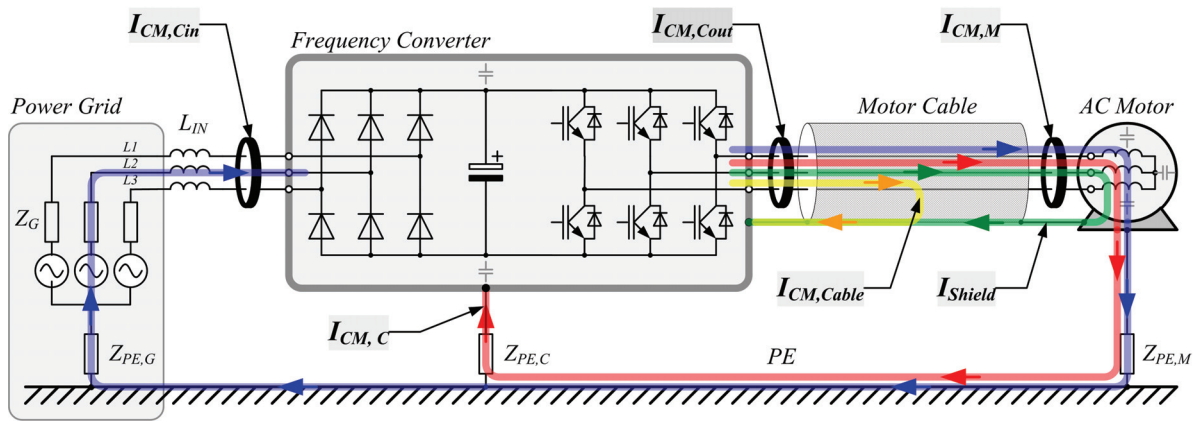 I_CM,Cin
Frequency Converter
I_CM,Cout
I_CM,M
Power Grid
L_IN
Motor Cable
AC Motor
L1
L2
L3
Z_G
+
I_CM,Cable
I_Shield
I_CM, C
Z_PE,G
Z_PE,C
PE
Z_PE,M